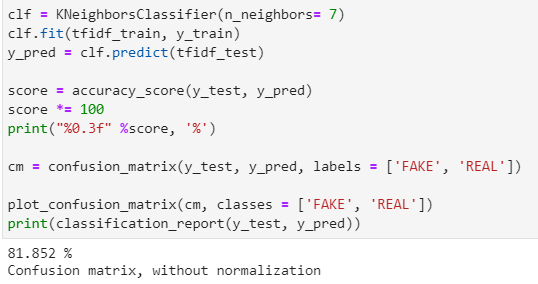 clf = KNeighborsClassifier(n_neighbors= 7)
clf.fit(tfidf_train, y_train)
y_pred = clf.predict(tfidf_test)
score = accuracy_score(y_test, y_pred)
score *= 100
print("%0.3f" %score, '%')
cm = confusion_matrix(y_test, y_pred, labels = ['FAKE', 'REAL'])
plot_confusion_matrix(cm, classes = ['FAKE', 'REAL'])
print(classification_report(y_test, y_pred))
81.852 %
Confusion matrix, without normalization